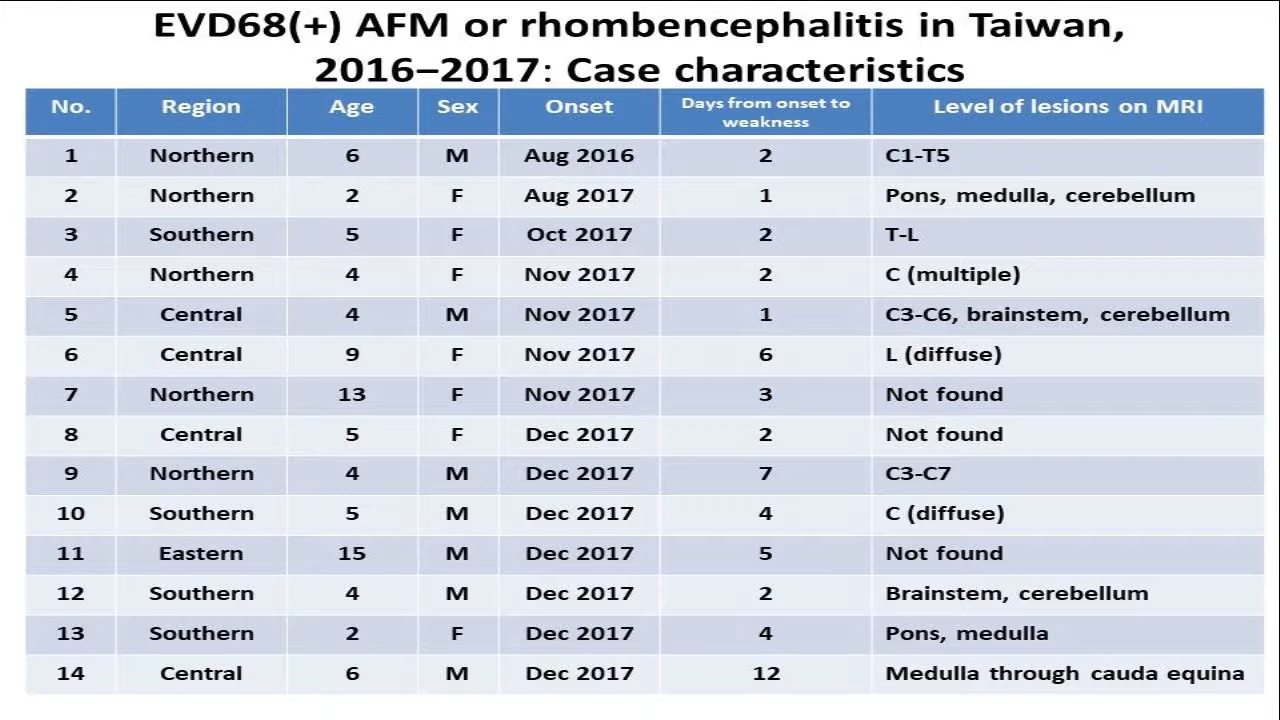 EVD68(+) AFM or rhombencephalitis in Taiwan,
2016–2017: Case characteristics
No. Region Age Sex Onset Days from onset to weakness Level of lesions on MRI
1 Northern 6 M Aug 2016 2 C1-T5
2 Northern 2 F Aug 2017 1 Pons, medulla, cerebellum
3 Southern 5 F Oct 2017 2 T-L
4 Northern 4 F Nov 2017 2 C (multiple)
5 Central 4 M Nov 2017 1 C3-C6, brainstem, cerebellum
6 Central 9 F Nov 2017 6 L (diffuse)
7 Northern 13 F Nov 2017 3 Not found
8 Central 5 F Dec 2017 2 Not found
9 Northern 4 M Dec 2017 7 C3-C7
10 Southern 5 M Dec 2017 4 C (diffuse)
11 Eastern 15 M Dec 2017 5 Not found
12 Southern 4 M Dec 2017 2 Brainstem, cerebellum
13 Southern 2 F Dec 2017 4 Pons, medulla
14 Central 6 M Dec 2017 12 Medulla through cauda equina